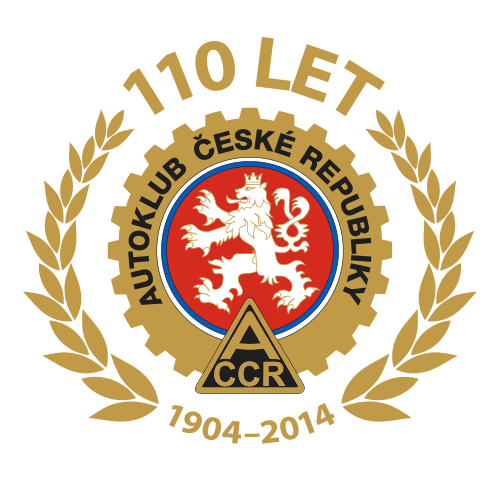 110 LET
AUTOKLUB ČESKÉ REPUBLIKY
A
CCR
1904–2014